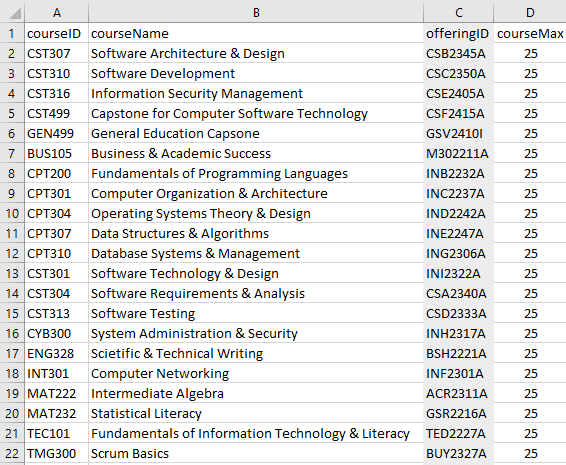 A B C D
1 courseID courseName offeringID courseMax
2 CST307 Software Architecture & Design CSB2345A 25
3 CST310 Software Development CSC2350A 25
4 CST316 Information Security Management CSE2405A 25
5 CST499 Capstone for Computer Software Technology CSF2415A 25
6 GEN499 General Education Capsone GSV2410I 25
7 BUS105 Business & Academic Success M302211A 25
8 CPT200 Fundamentals of Programming Languages INB2232A 25
9 CPT301 Computer Organization & Architecture INC2237A 25
10 CPT304 Operating Systems Theory & Design IND2242A 25
11 CPT307 Data Structures & Algorithms INE2247A 25
12 CPT310 Database Systems & Management ING2306A 25
13 CST301 Software Technology & Design INI2322A 25
14 CST304 Software Requirements & Analysis CSA2340A 25
15 CST313 Software Testing CSD2333A 25
16 CYB300 System Administration & Security INH2317A 25
17 ENG328 Scietific & Technical Writing BSH2221A 25
18 INT301 Computer Networking INF2301A 25
19 MAT222 Intermediate Algebra ACR2311A 25
20 MAT232 Statistical Literacy GSR2216A 25
21 TEC101 Fundamentals of Information Technology & Literacy TED2227A 25
22 TMG300 Scrum Basics BUY2327A 25